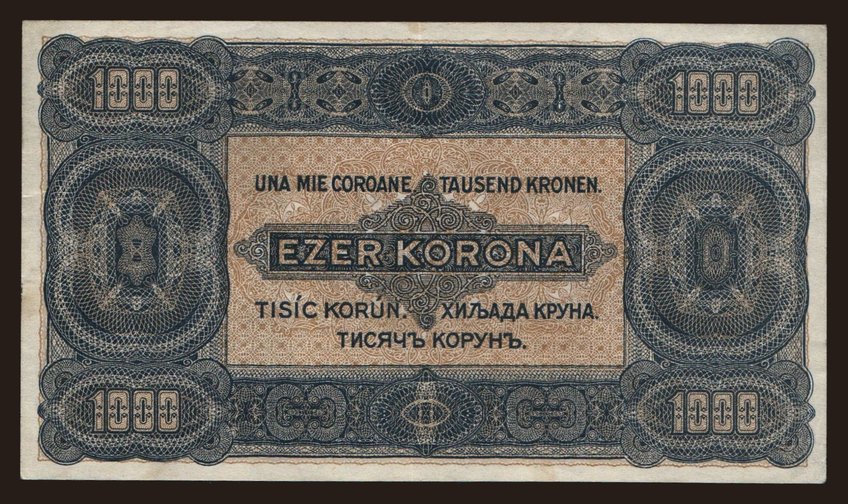 1000 1000
UNA MIE COROANE TAUSEND KRONEN.
EZER KORONA
TISÍC KORÚN. ХИЉАДА КРУНА.
ТИСЯЧЪ КОРУНЪ.
1000 1000